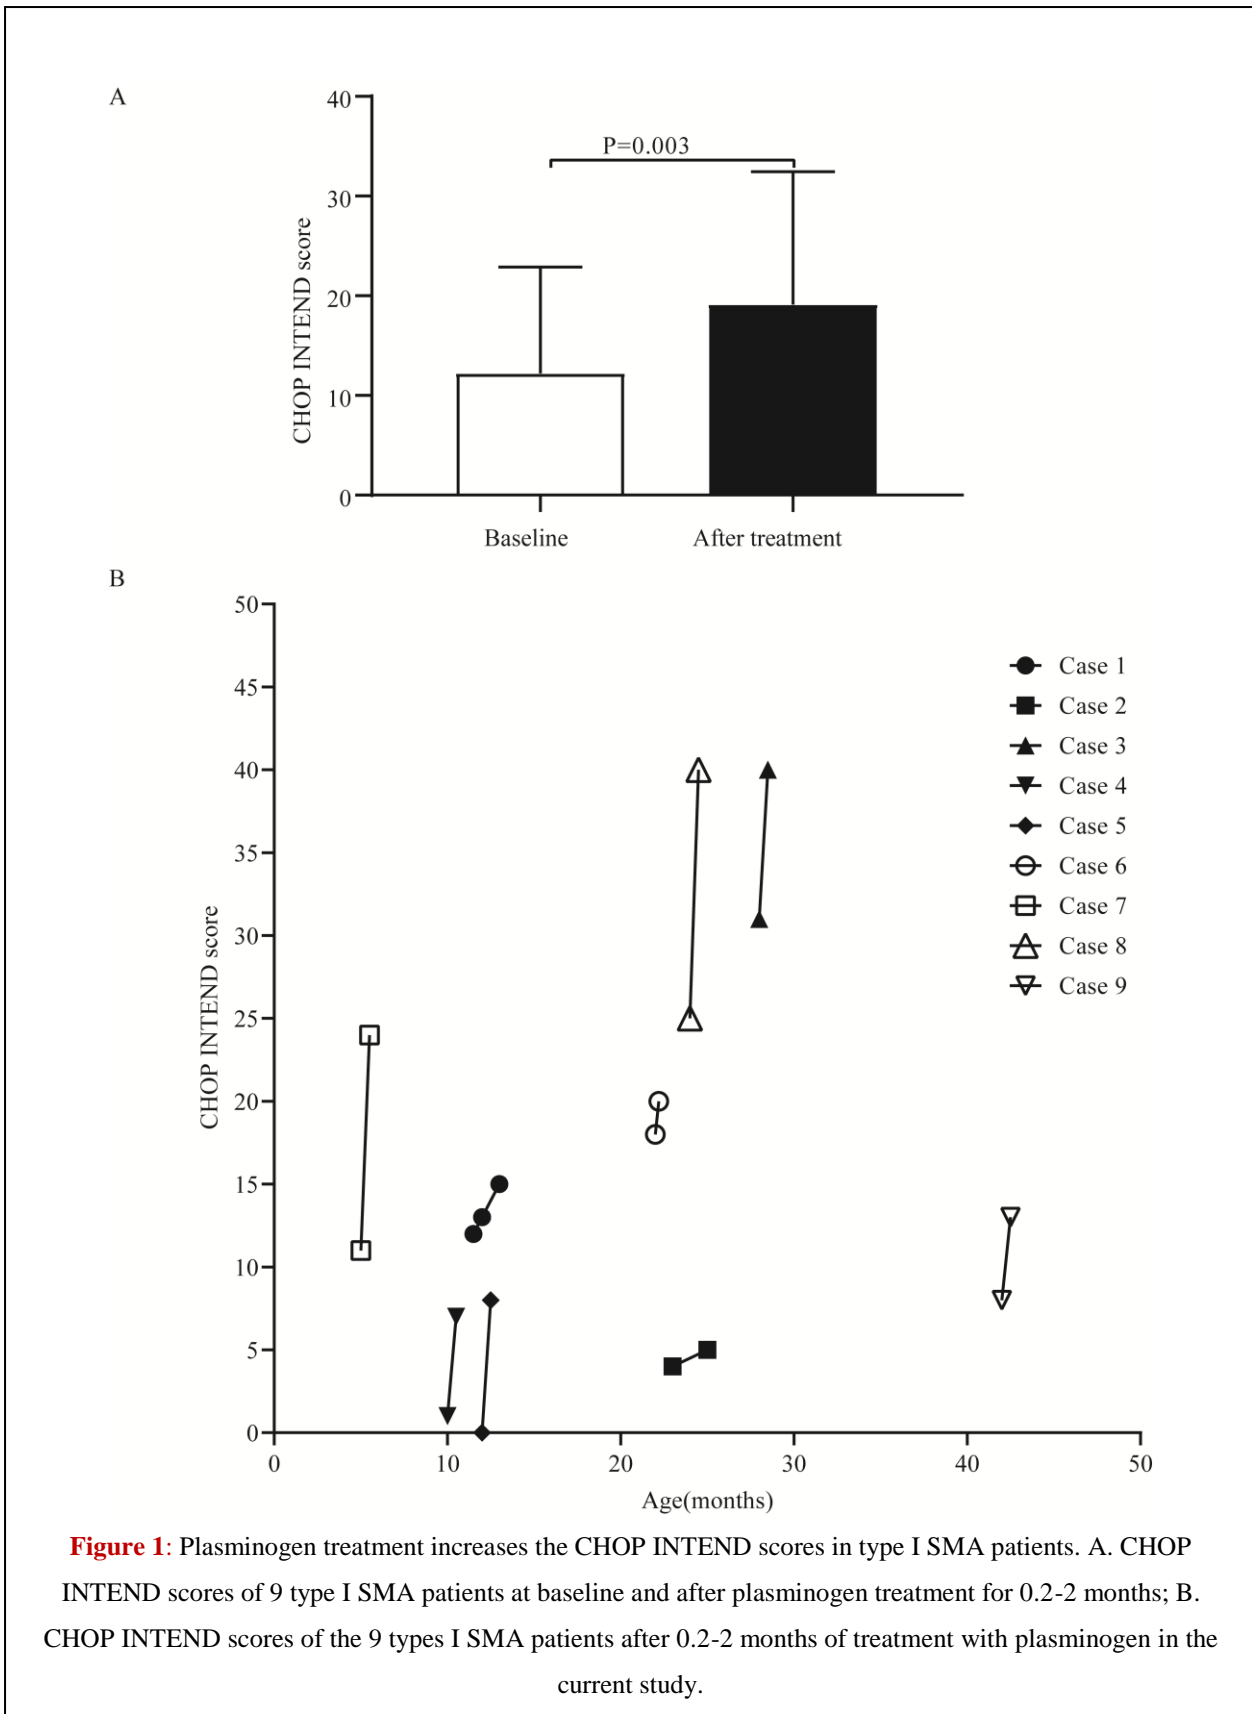 A
40
30
20
10
0
CHOP INTEND score
P=0.003
Baseline
After treatment
B
50
45
40
35
30
25
20
15
10
5
0
CHOP INTEND score
0
10
20
30
40
50
Age(months)
Case 1
Case 2
Case 3
Case 4
Case 5
Case 6
Case 7
Case 8
Case 9
Figure 1: Plasminogen treatment increases the CHOP INTEND scores in type I SMA patients. A. CHOP
INTEND scores of 9 type I SMA patients at baseline and after plasminogen treatment for 0.2-2 months; B.
CHOP INTEND scores of the 9 types I SMA patients after 0.2-2 months of treatment with plasminogen in the
current study.